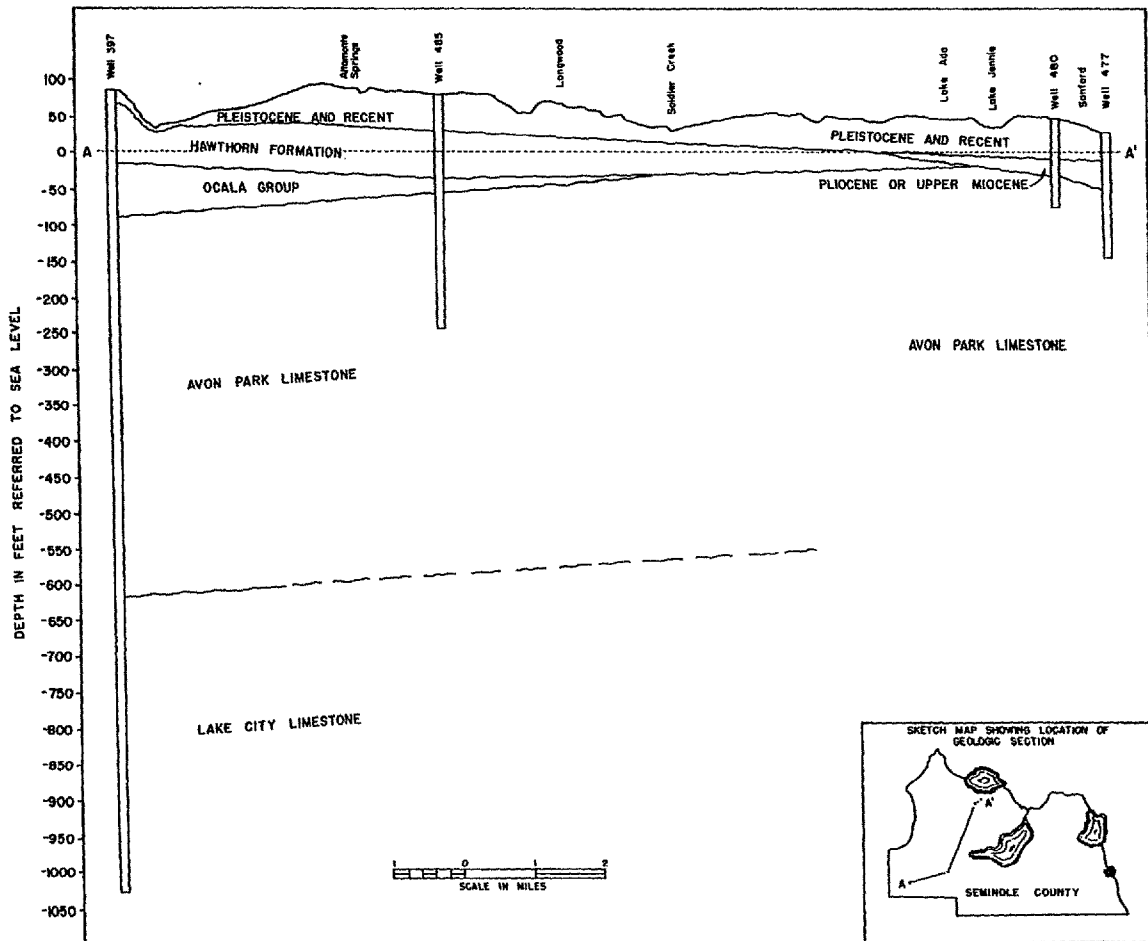 Well 397
Altamonte
Springs
Well 485
Longwood
Soldier Creek
Lake Ada
Lake Jennie
Well 480
Sanford
Well 477
100
50
0
-50
-100
-150
-200
-250
-300
-350
-400
-450
-500
-550
-600
-650
-700
-750
-800
-850
-900
-950
-1000
-1050
DEPTH IN FEET REFERRED TO SEA LEVEL
PLEISTOCENE AND RECENT
PLEISTOCENE AND RECENT
A
HAWTHORN FORMATION
A'
OCALA GROUP
PLIOCENE OR UPPER MIOCENE
AVON PARK LIMESTONE
AVON PARK LIMESTONE
LAKE CITY LIMESTONE
1 0 1 2
SCALE IN MILES
SKETCH MAP SHOWING LOCATION OF
GEOLOGIC SECTION
A'
A
SEMINOLE COUNTY